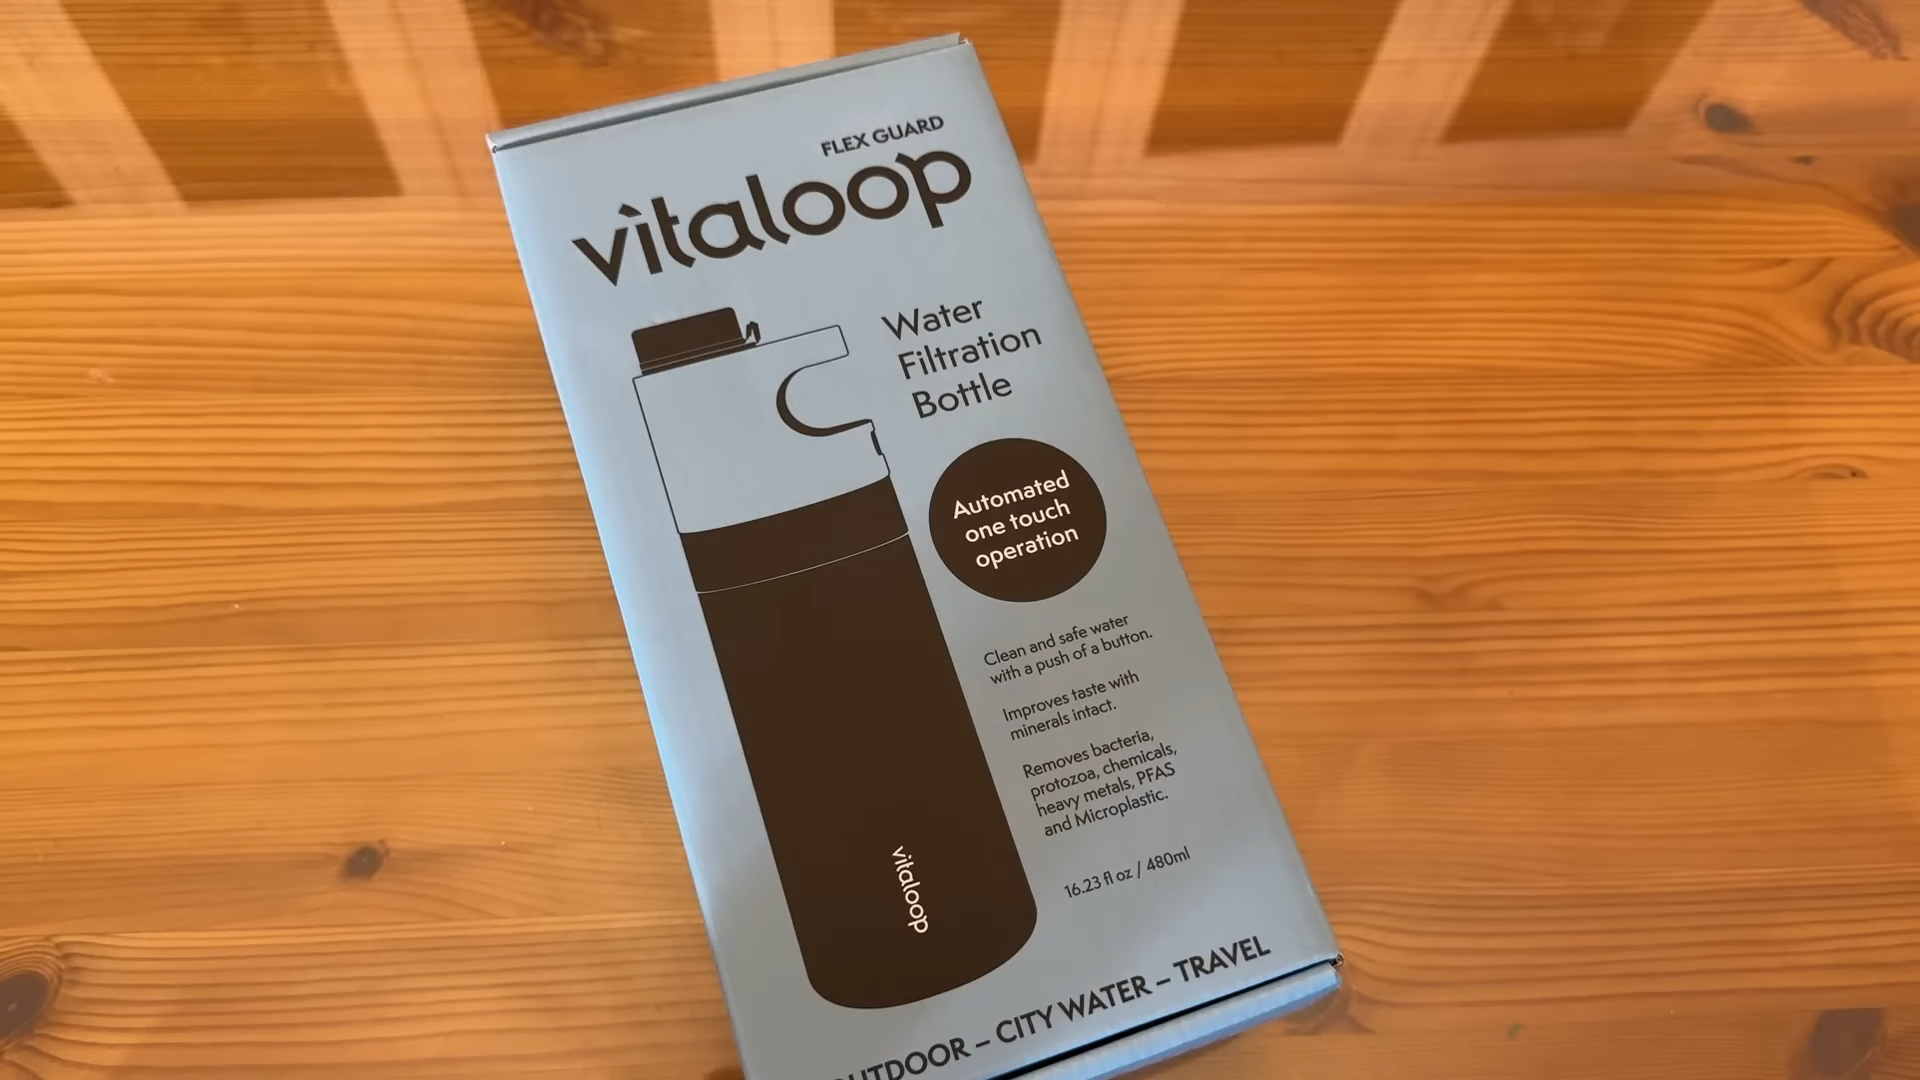 FLEX GUARD
vitaloop
Water
Filtration
Bottle
Automated
one touch
operation
Clean and safe water
with a push of a button.
Improves taste with
minerals intact.
Removes bacteria,
protozoa, chemicals,
heavy metals, PFAS
and Microplastic.
16.23 fl oz / 480ml
vitaloop
OUTDOOR – CITY WATER – TRAVEL